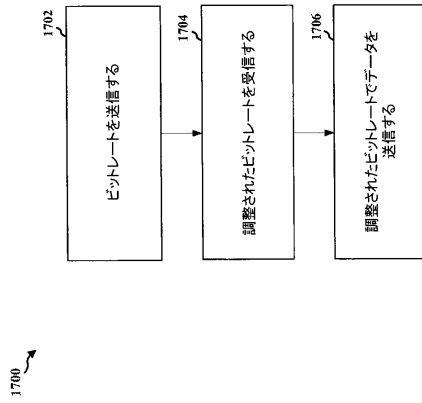 1700
1702
ビットレートを送信する
1704
調整されたビットレートを受信する
1706
調整されたビットレートでデータを
送信する